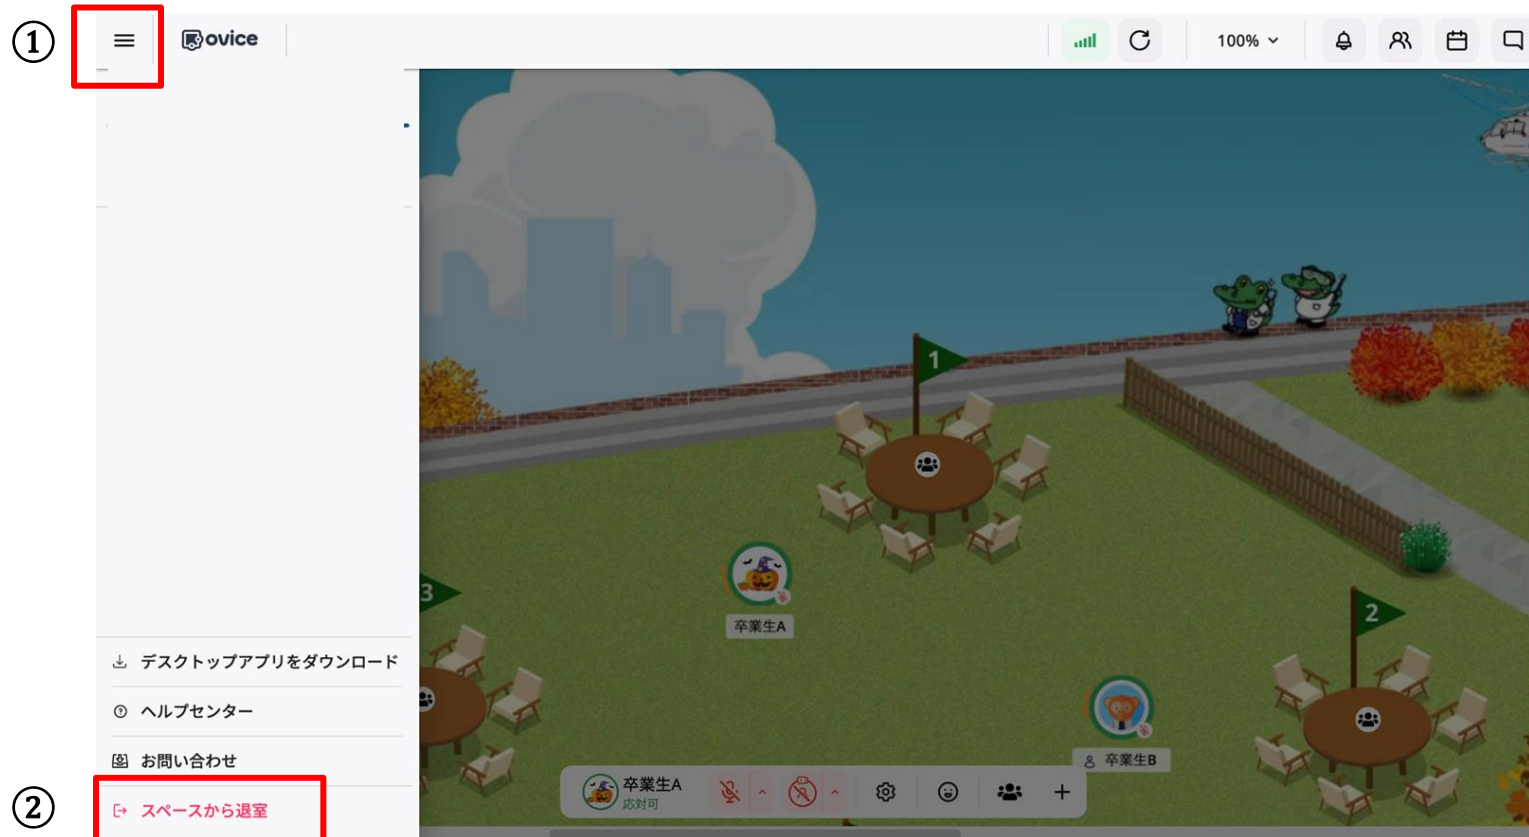 ①
ovice
100%
1
3
卒業生A
2
デスクトップアプリをダウンロード
ヘルプセンター
お問い合わせ
卒業生B
卒業生A
応対可
②
スペースから退室